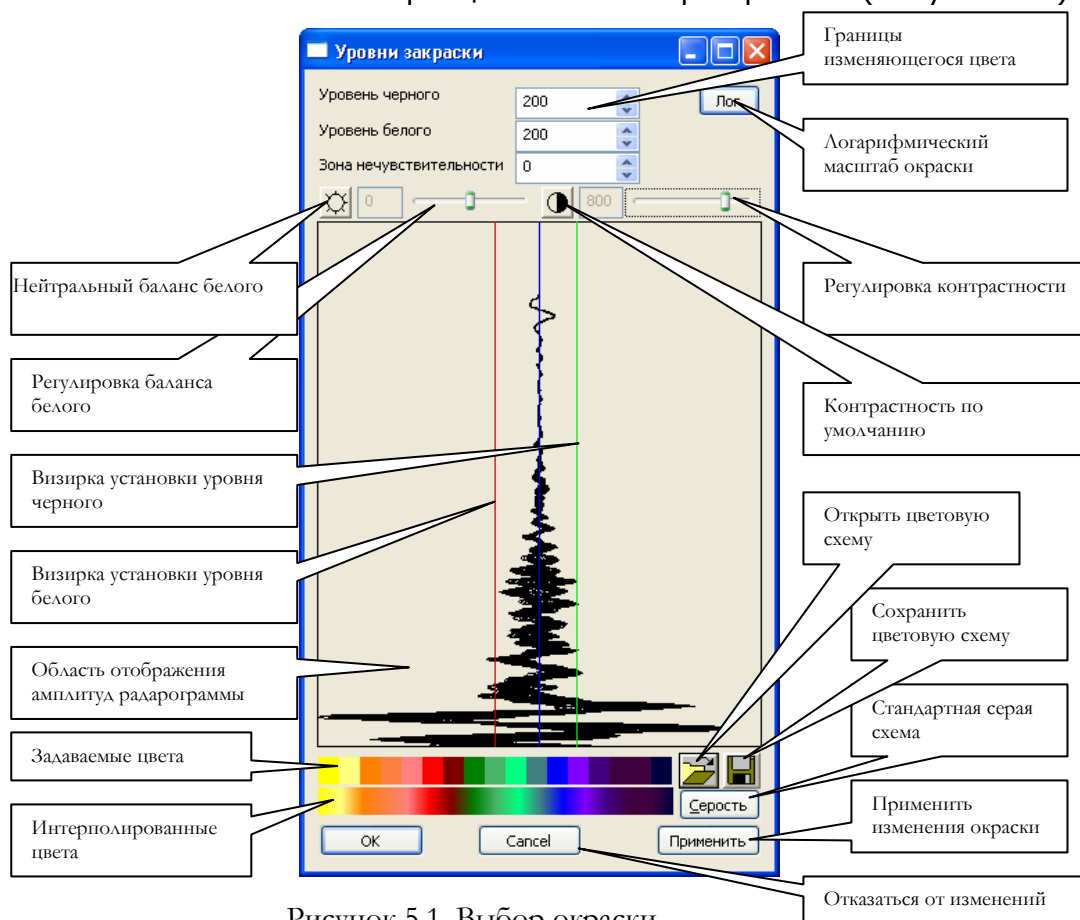 Границы
изменяющегося цвета
Уровни закраски
Уровень черного 200
Лог
Уровень белого 200
Логарифмический
масштаб окраски
Зона нечувствительности 0
0
800
Нейтральный баланс белого
Регулировка контрастности
Регулировка баланса
белого
Контрастность по
умолчанию
Визирка установки уровня
черного
Открыть цветовую
схему
Визирка установки уровня
белого
Сохранить
цветовую схему
Область отображения
амплитуд радарограммы
Стандартная серая
схема
Задаваемые цвета
Серость
Применить
изменения окраски
Интерполированные
цвета
OK
Cancel
Применить
Отказаться от изменений
Рисунок 5.1. Выбор окраски